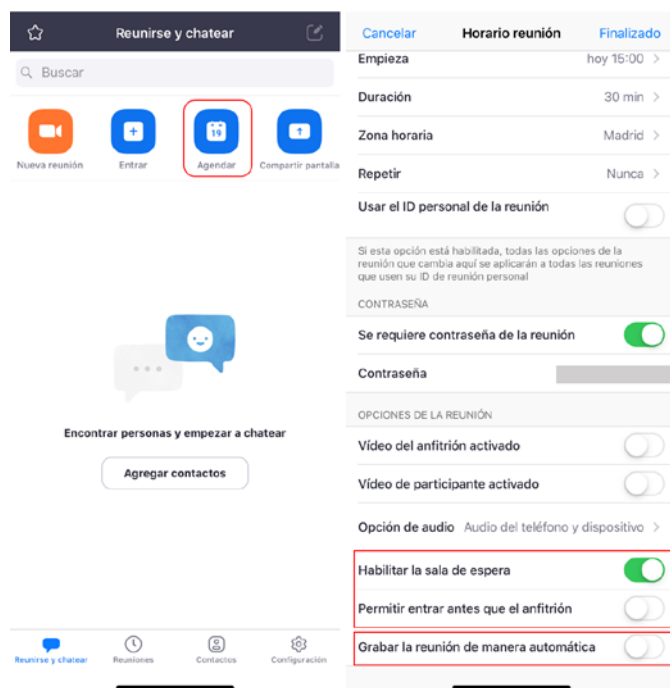 Reunirse y chatear
Buscar
19
Nueva reunión
Entrar
Agendar
Compartir pantalla
Encontrar personas y empezar a chatear
Agregar contactos
Reunirse y chatear
Reuniones
Contactos
Configuración
Cancelar
Horario reunión
Finalizado
Empieza hoy 15:00
Duración 30 min
Zona horaria Madrid
Repetir Nunca
Usar el ID personal de la reunión
Si esta opción está habilitada, todas las opciones de la
reunión que cambia aquí se aplicarán a todas las reuniones
que usen su ID de reunión personal
CONTRASEÑA
Se requiere contraseña de la reunión
Contraseña
OPCIONES DE LA REUNIÓN
Vídeo del anfitrión activado
Vídeo de participante activado
Opción de audio Audio del teléfono y dispositivo
Habilitar la sala de espera
Permitir entrar antes que el anfitrión
Grabar la reunión de manera automática